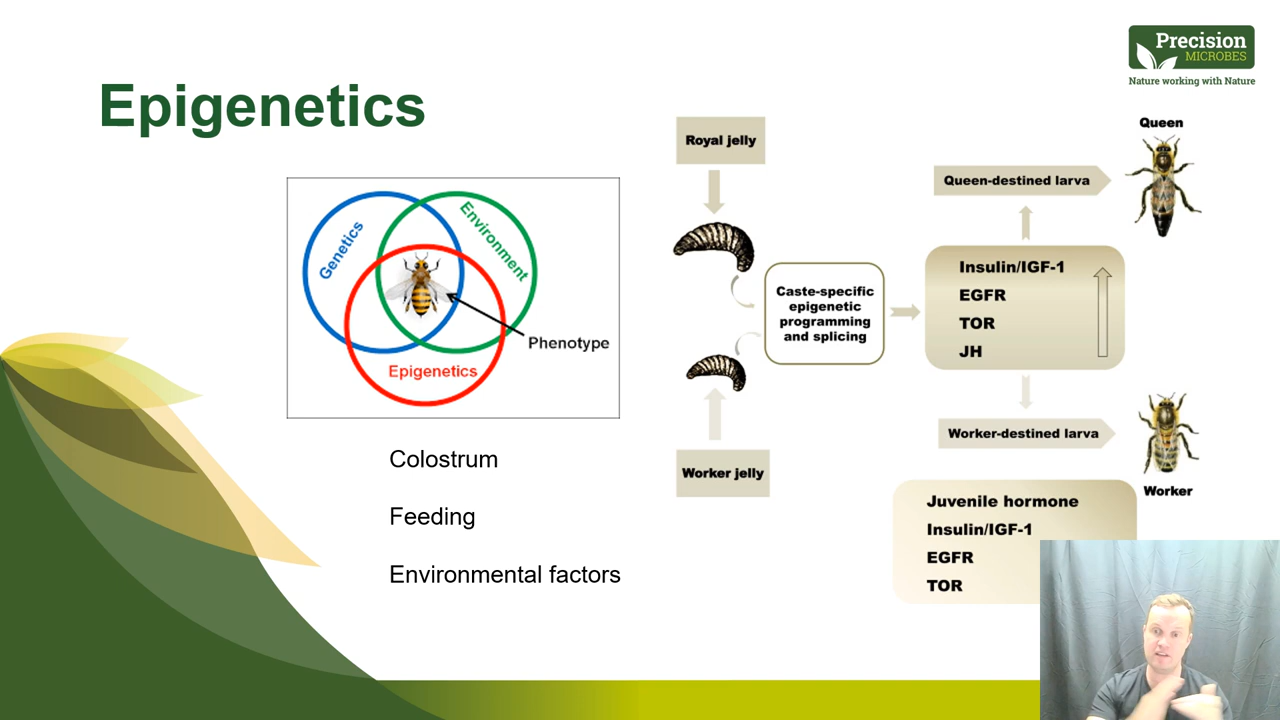 Precision
MICROBES
Nature working with Nature
Epigenetics
Genetics
Environment
Epigenetics
Phenotype
Colostrum
Feeding
Environmental factors
Royal jelly
Worker jelly
Caste-specific
epigenetic
programming
and splicing
Queen
Queen-destined larva
Insulin/IGF-1
EGFR
TOR
JH
Worker-destined larva
Worker
Juvenile hormone
Insulin/IGF-1
EGFR
TOR